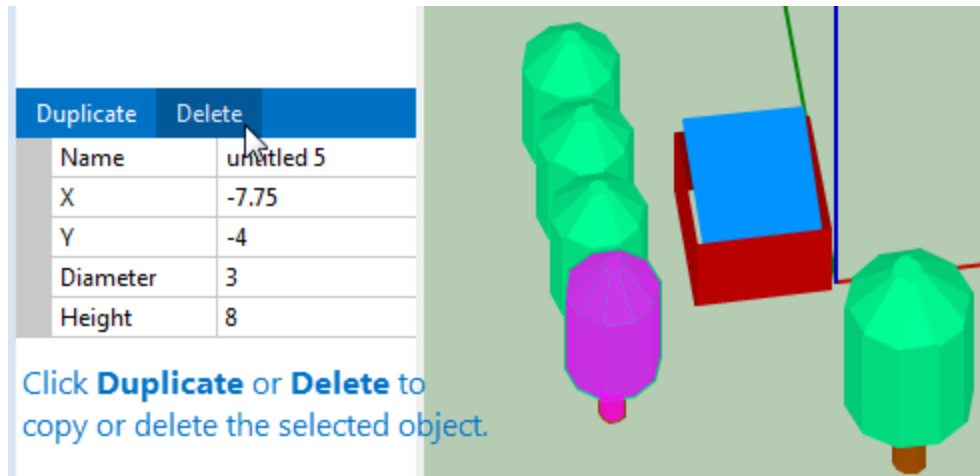 Duplicate Delete
Name untitled 5
X -7.75
Y -4
Diameter 3
Height 8
Click Duplicate or Delete to
copy or delete the selected object.